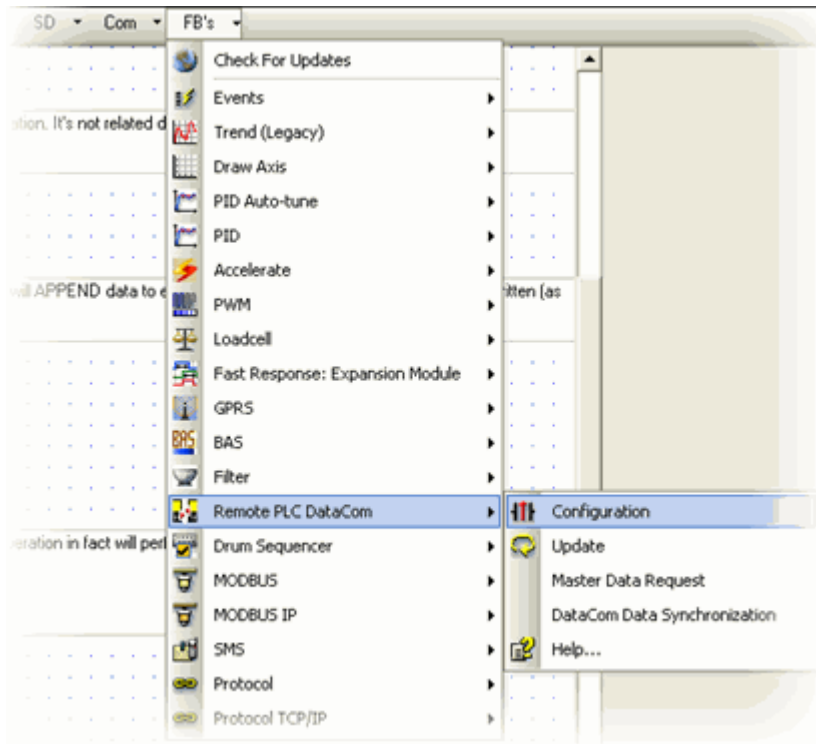 SD Com FB's
Check For Updates
Events
ation. It's not related d
Trend (Legacy)
Draw Axis
PID Auto-tune
PID
Accelerate
will APPEND data to e
itten (as
PWM
Loadcell
Fast Response: Expansion Module
GPRS
BAS
BAS
Filter
Remote PLC DataCom
Configuration
eration in fact will perf
Drum Sequencer
Update
MODBUS
Master Data Request
MODBUS IP
DataCom Data Synchronization
SMS
Help...
Protocol
Protocol TCP/IP